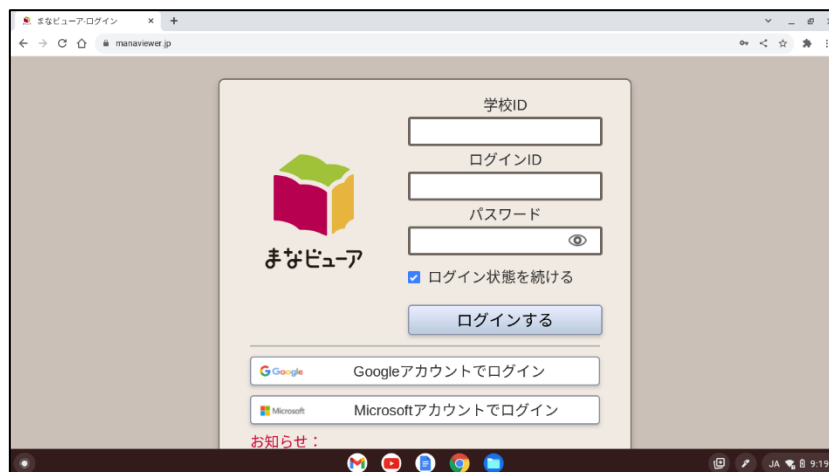 まなビューア-ログイン
manaviewer.jp
学校ID
ログインID
パスワード
まなビューア
ログイン状態を続ける
ログインする
Google
Googleアカウントでログイン
Microsoft
Microsoftアカウントでログイン
お知らせ：
JA
9:19